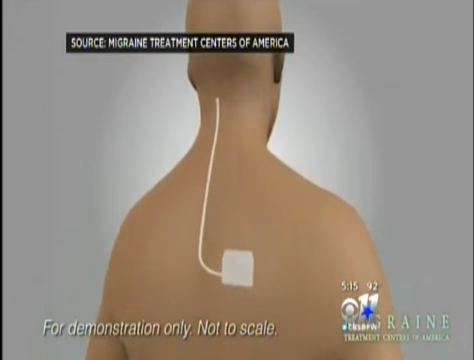 SOURCE: MIGRAINE TREATMENT CENTERS OF AMERICA
5:15 92
11
GRAINE
TREATMENT CENTERS OF AMERICA
For demonstration only. Not to scale.